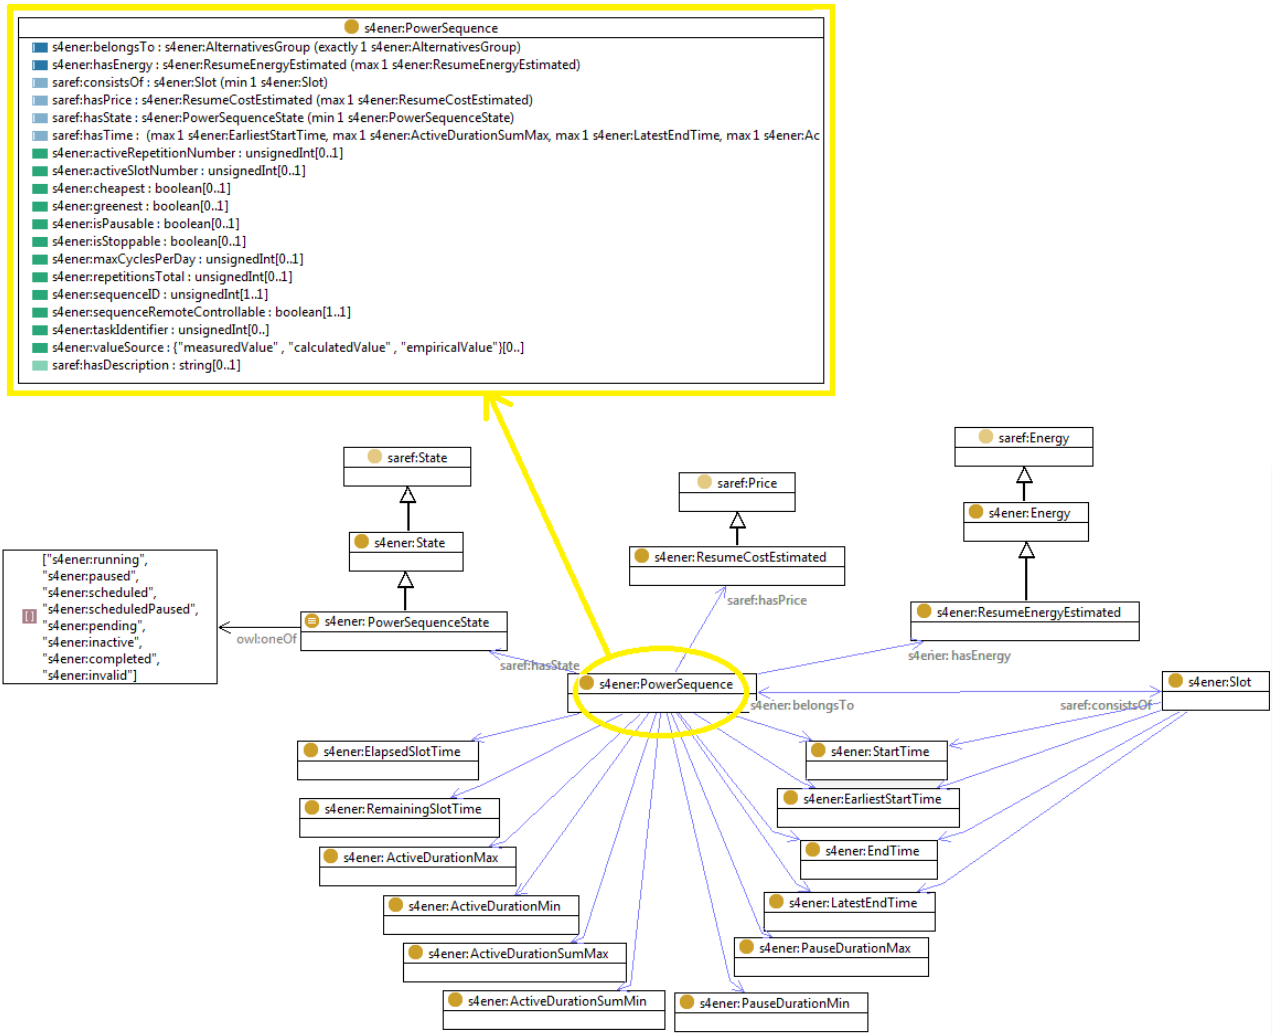 s4ener:PowerSequence
s4ener:belongsTo : s4ener:AlternativesGroup (exactly 1 s4ener:AlternativesGroup)
s4ener:hasEnergy : s4ener:ResumeEnergyEstimated (max 1 s4ener:ResumeEnergyEstimated)
saref:consistsOf : s4ener:Slot (min 1 s4ener:Slot)
saref:hasPrice : s4ener:ResumeCostEstimated (max 1 s4ener:ResumeCostEstimated)
saref:hasState : s4ener:PowerSequenceState (min 1 s4ener:PowerSequenceState)
saref:hasTime : (max 1 s4ener:EarliestStartTime, max 1 s4ener:ActiveDurationSumMax, max 1 s4ener:LatestEndTime, max 1 s4ener:Ac
s4ener:activeRepetitionNumber : unsignedInt[0..1]
s4ener:activeSlotNumber : unsignedInt[0..1]
s4ener:cheapest : boolean[0..1]
s4ener:greenest : boolean[0..1]
s4ener:isPausable : boolean[0..1]
s4ener:isStoppable : boolean[0..1]
s4ener:maxCyclesPerDay : unsignedInt[0..1]
s4ener:repetitionsTotal : unsignedInt[0..1]
s4ener:sequenceID : unsignedInt[1..1]
s4ener:sequenceRemoteControllable : boolean[1..1]
s4ener:taskIdentifier : unsignedInt[0..]
s4ener:valueSource : {"measuredValue" , "calculatedValue" , "empiricalValue"}[0..]
saref:hasDescription : string[0..1]
saref:State
saref:Price
saref:Energy
s4ener:Energy
s4ener:State
s4ener:ResumeCostEstimated
["s4ener:running",
"s4ener:paused",
"s4ener:scheduled",
"s4ener:scheduledPaused",
"s4ener:pending",
"s4ener:inactive",
"s4ener:completed",
"s4ener:invalid"]
owl:oneOf
s4ener: PowerSequenceState
saref:hasPrice
s4ener:ResumeEnergyEstimated
s4ener: hasEnergy
saref:hasState
s4ener:PowerSequence
s4ener:belongsTo
saref:consistsOf
s4ener:Slot
s4ener:ElapsedSlotTime
s4ener:StartTime
s4ener:RemainingSlotTime
s4ener:EarliestStartTime
s4ener: ActiveDurationMax
s4ener:EndTime
s4ener:ActiveDurationMin
s4ener:LatestEndTime
s4ener:ActiveDurationSumMax
s4ener:PauseDurationMax
s4ener:ActiveDurationSumMin
s4ener:PauseDurationMin